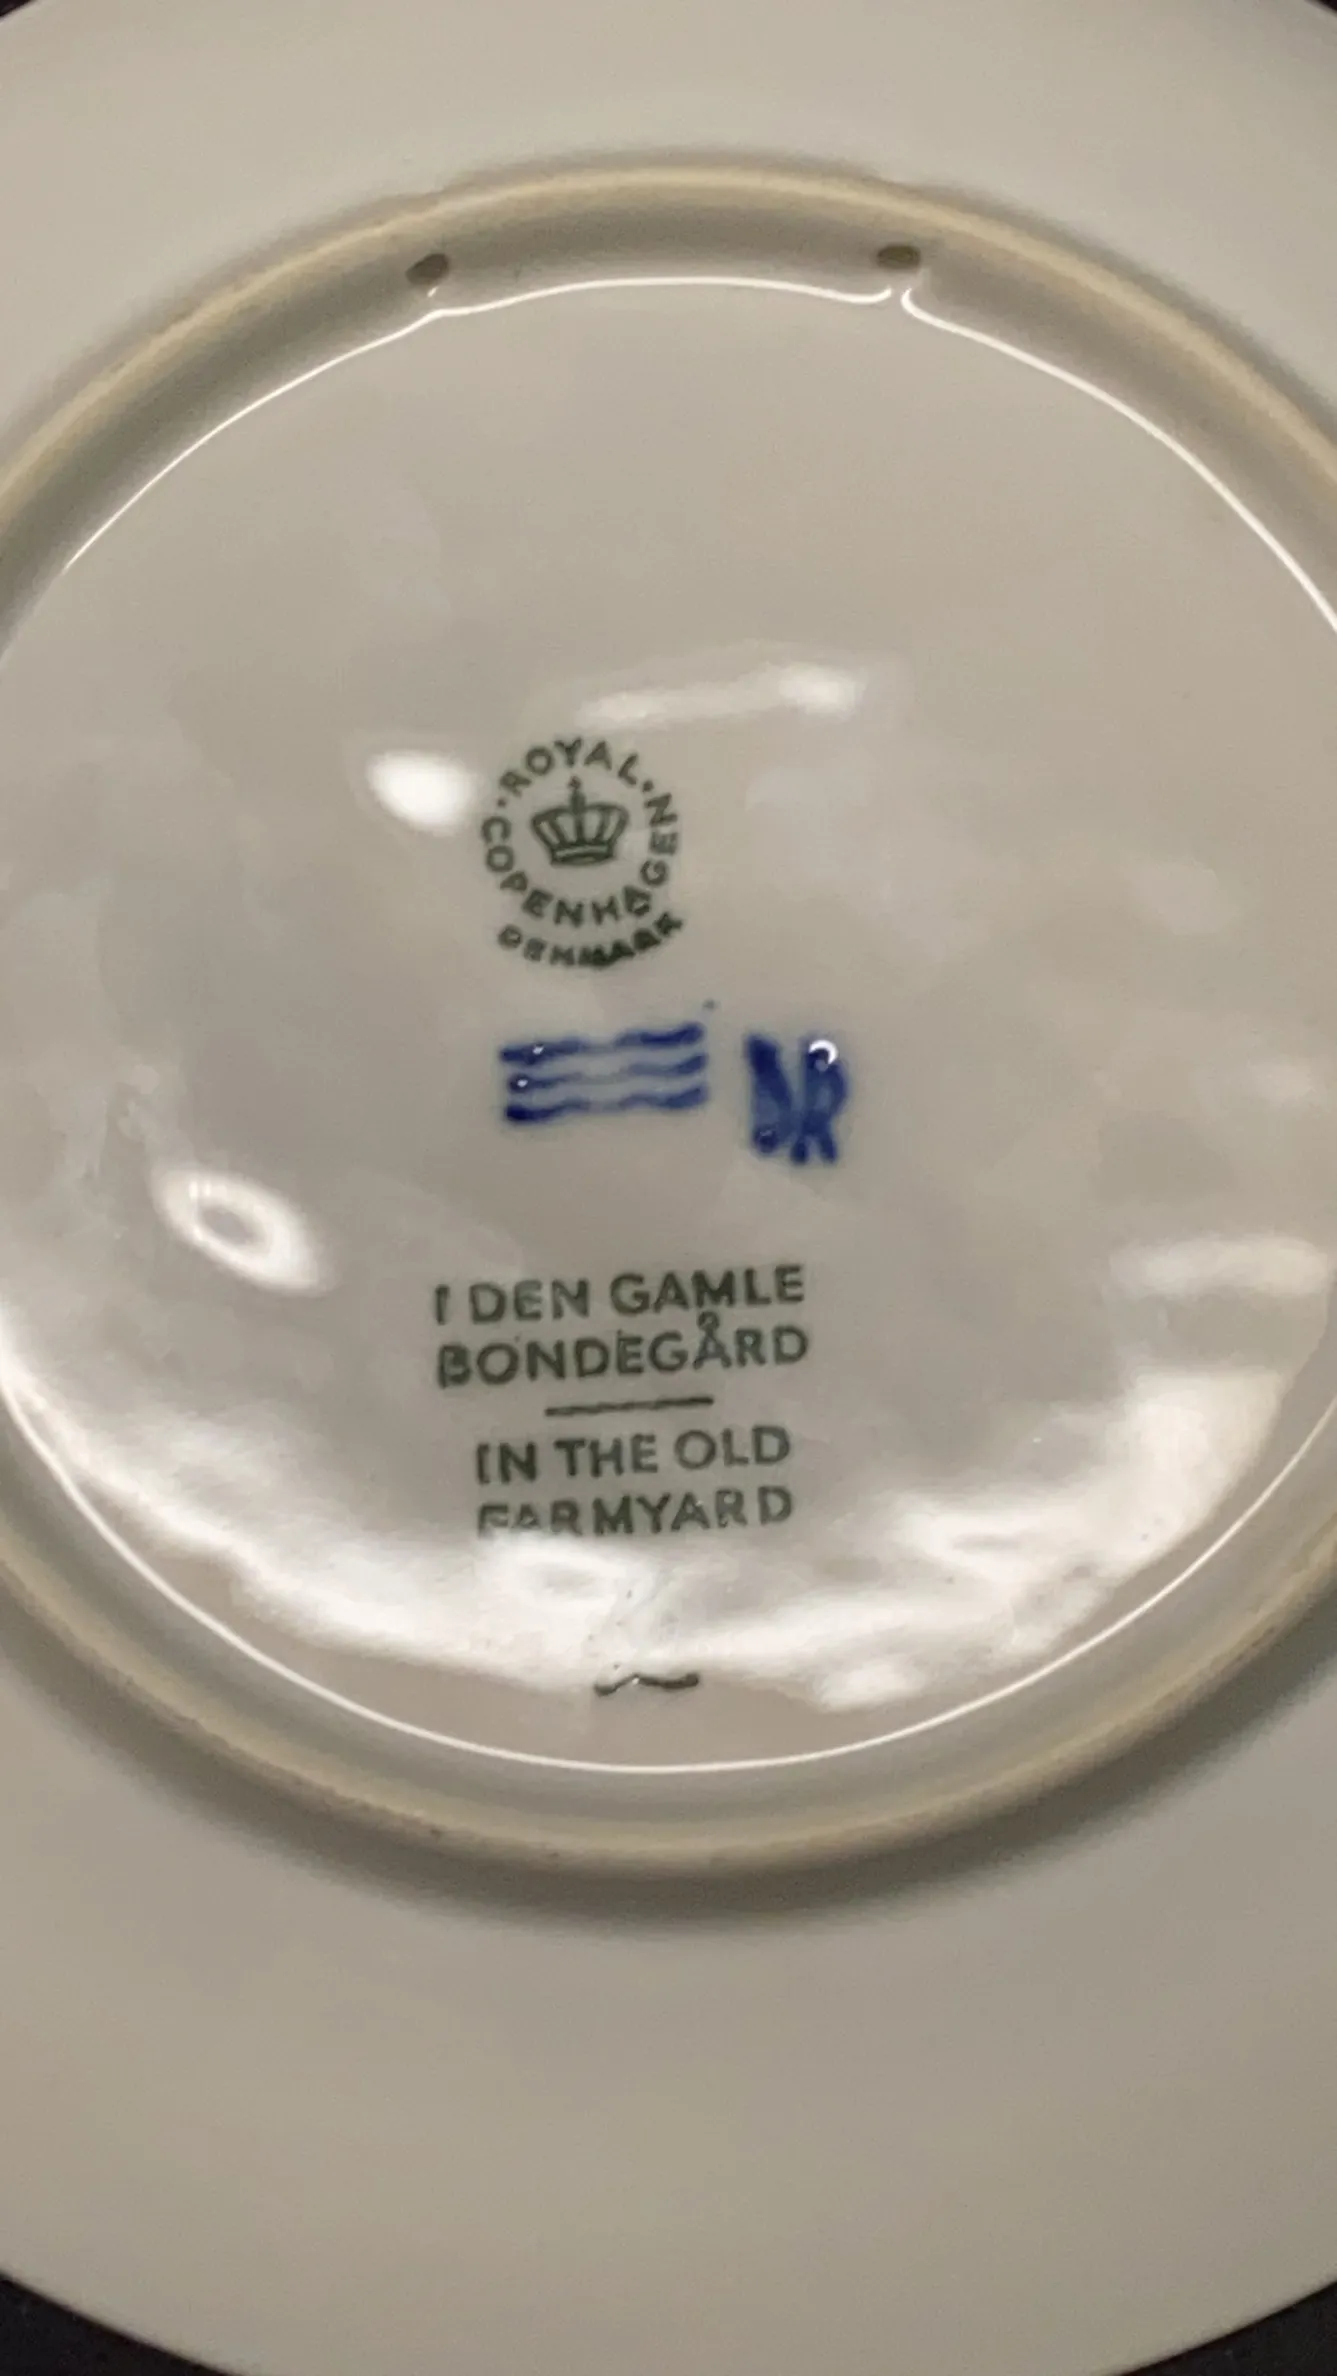 ROYAL · COPENHAGEN ·
DENMARK
I DEN GAMLE
BONDEGÅRD
IN THE OLD
FARMYARD